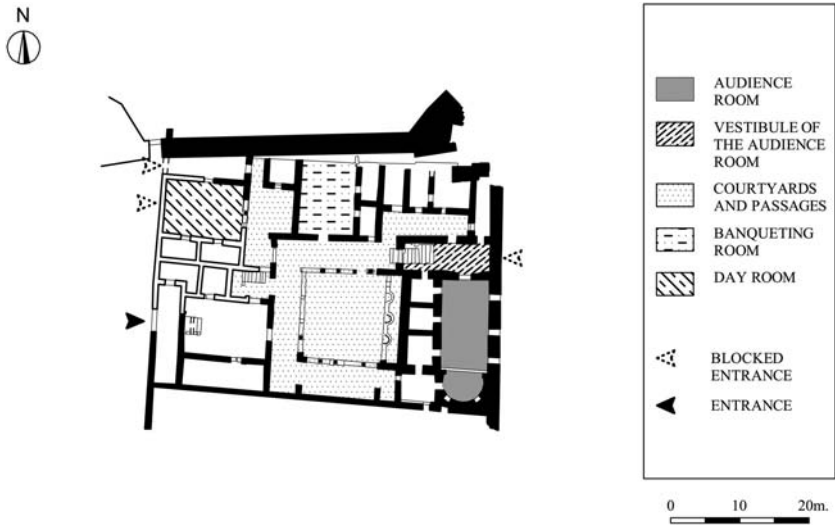 N
AUDIENCE
ROOM
VESTIBULE OF
THE AUDIENCE
ROOM
COURTYARDS
AND PASSAGES
BANQUETING
ROOM
DAY ROOM
BLOCKED
ENTRANCE
ENTRANCE
0 10 20m.